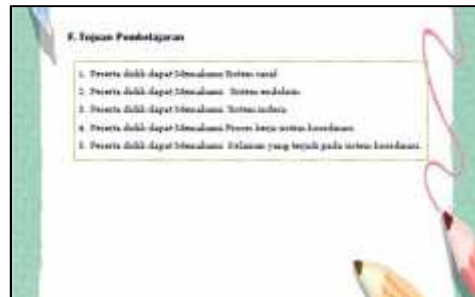 F. Tujuan Pembelajaran
1. Peserta didik dapat Memahami Sistem saraf
2. Peserta didik dapat Memahami Sistem endokrin
3. Peserta didik dapat Memahami Sistem indera
4. Peserta didik dapat Memahami Proses kerja sistem koordinasi
5. Peserta didik dapat Memahami Kelainan yang terjadi pada sistem koordinasi.